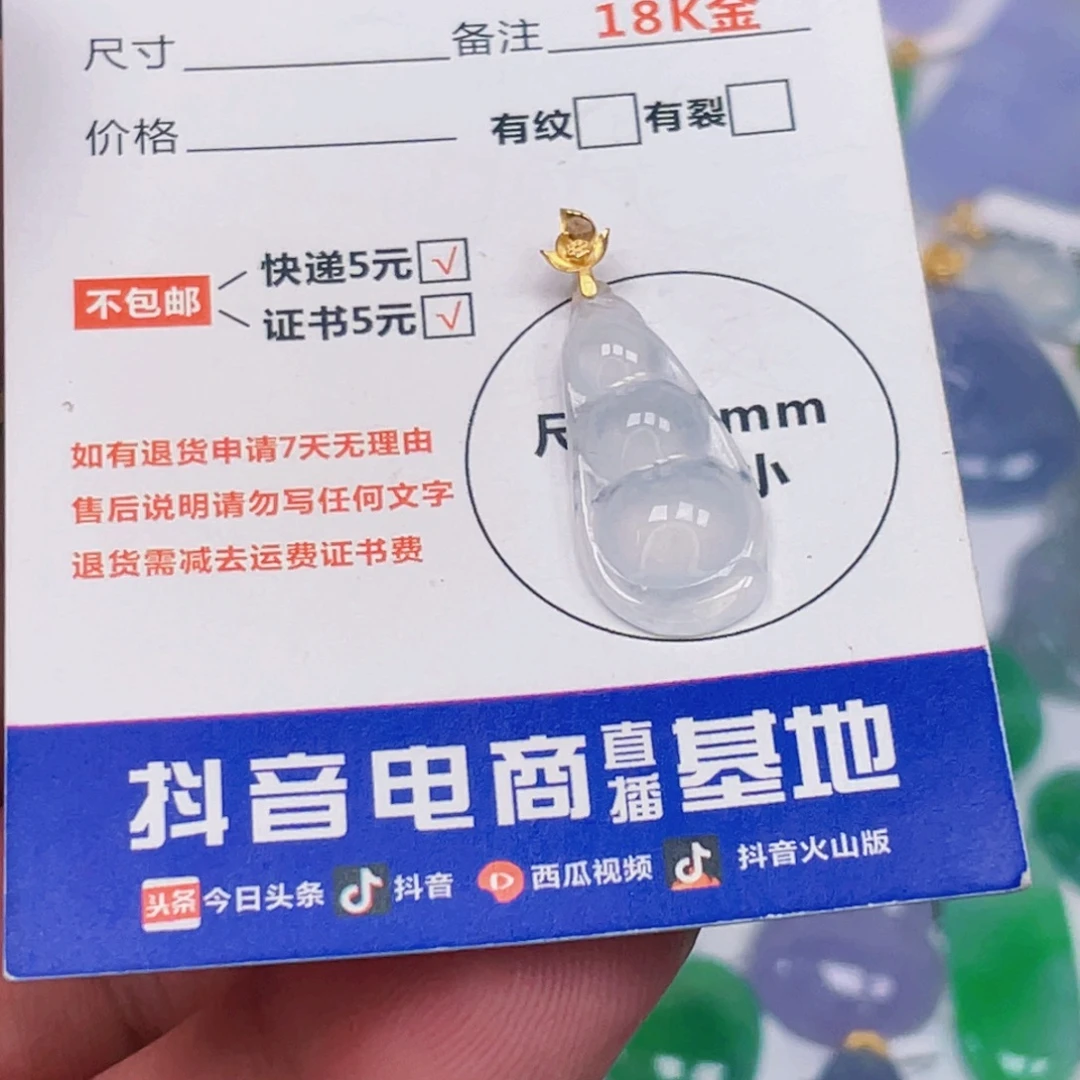 尺寸 备注 18K金
价格 有纹 有裂
不包邮
快递5元 √
证书5元 √
如有退货申请7天无理由
售后说明请勿写任何文字
退货需减去运费证书费
尺 mm
小
抖音电商直播基地
头条 今日头条 抖音 西瓜视频 抖音火山版